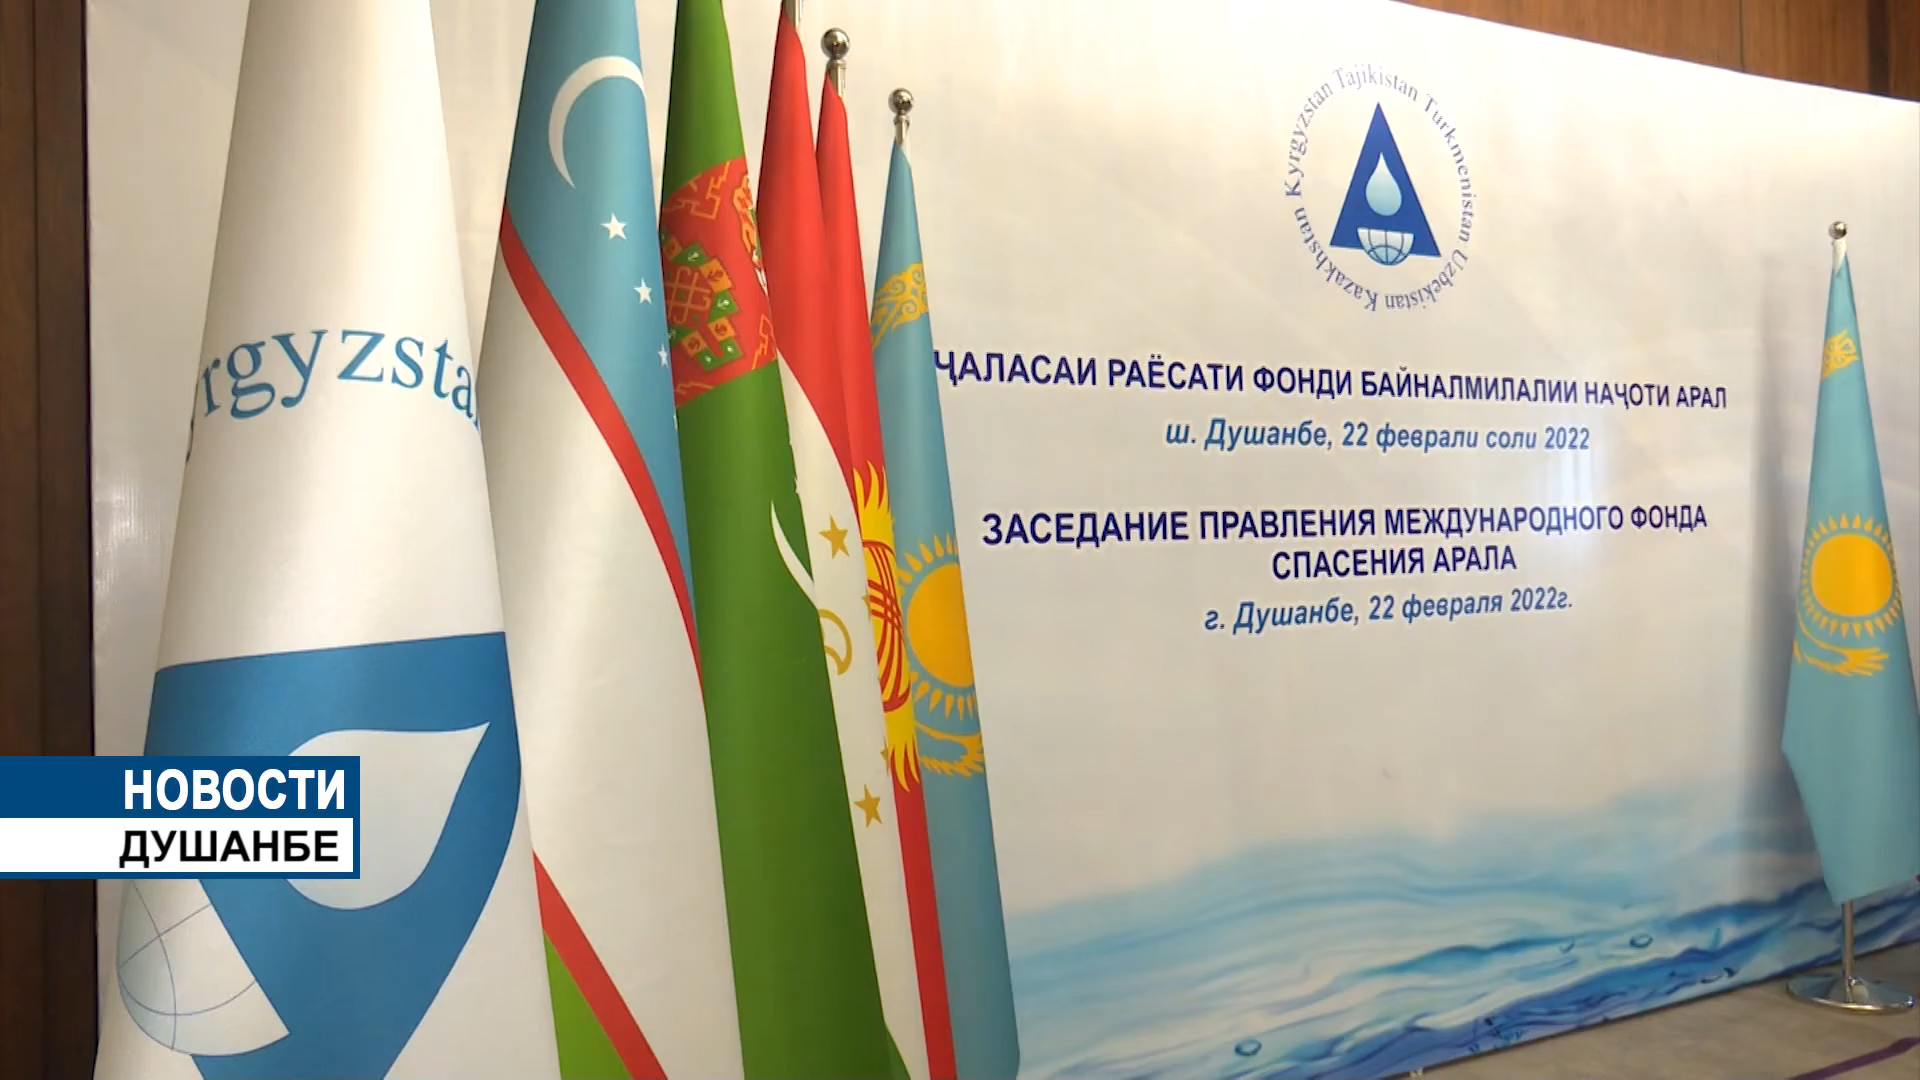 Kazakhstan Kyrgyzstan Tajikistan Turkmenistan Uzbekistan
ҶАЛАСАИ РАЁСАТИ ФОНДИ БАЙНАЛМИЛАЛИИ НАҶОТИ АРАЛ
ш. Душанбе, 22 феврали соли 2022
ЗАСЕДАНИЕ ПРАВЛЕНИЯ МЕЖДУНАРОДНОГО ФОНДА
СПАСЕНИЯ АРАЛА
г. Душанбе, 22 февраля 2022г.
yrgyzsta
НОВОСТИ
ДУШАНБЕ